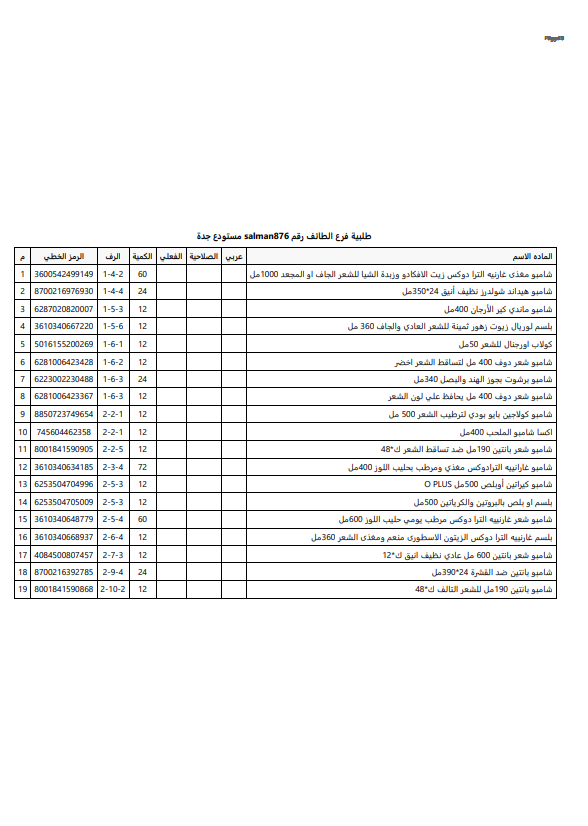 طلبية فرع الطائف رقم salman876 مستودع جدة
الماده الاسم عربي الصلاحية الفعلي الكمية الرف الرمز الخطي م
شامبو مغذى غارنيه الترا دوكس زيت الافكادو وزبدة الشيا للشعر الجاف او المجعد 1000مل 60 1-4-2 3600542499149 1
شامبو هيداند شولدرز نظيف أنيق 24*350مل 24 1-4-4 8700216976930 2
شامبو ماندي كير الأرجان 400مل 12 1-5-3 6287020820007 3
بلسم لوريال زيوت زهور ثمينة للشعر العادي والجاف 360 مل 12 1-5-6 3610340667220 4
كولاب اورجنال للشعر 50مل 12 1-6-1 5016155200269 5
شامبو شعر دوف 400 مل لتساقط الشعر اخضر 12 1-6-2 6281006423428 6
شامبو برشوت بجوز الهند والبصل 340مل 24 1-6-3 6223002230488 7
شامبو شعر دوف 400 مل يحافظ علي لون الشعر 12 1-6-3 6281006423367 8
شامبو كولاجين بايو بودي لترطيب الشعر 500 مل 12 2-2-1 8850723749654 9
اكسا شامبو الملحب 400مل 12 2-2-1 745604462358 10
شامبو شعر بانتين 190مل ضد تساقط الشعر ك*48 12 2-2-5 8001841590905 11
شامبو غارانييه الترادوكس مغذي ومرطب بحليب اللوز 400مل 72 2-3-4 3610340634185 12
شامبو كيراتين أوبلص 500مل O PLUS 12 2-5-3 6253504704996 13
بلسم او بلص بالبروتين والكرياتين 500مل 12 2-5-3 6253504705009 14
شامبو شعر غارنييه الترا دوكس مرطب يومي حليب اللوز 600مل 60 2-5-4 3610340648779 15
بلسم غارنييه الترا دوكس الزيتون الاسطورى منعم ومغذى الشعر 360مل 12 2-6-4 3610340668937 16
شامبو شعر بانتين 600 مل عادي نظيف انيق ك*12 12 2-7-3 4084500807457 17
شامبو بانتين ضد القشرة 24*390مل 24 2-9-4 8700216392785 18
شامبو بانتين 190مل للشعر التالف ك*48 12 2-10-2 8001841590868 19